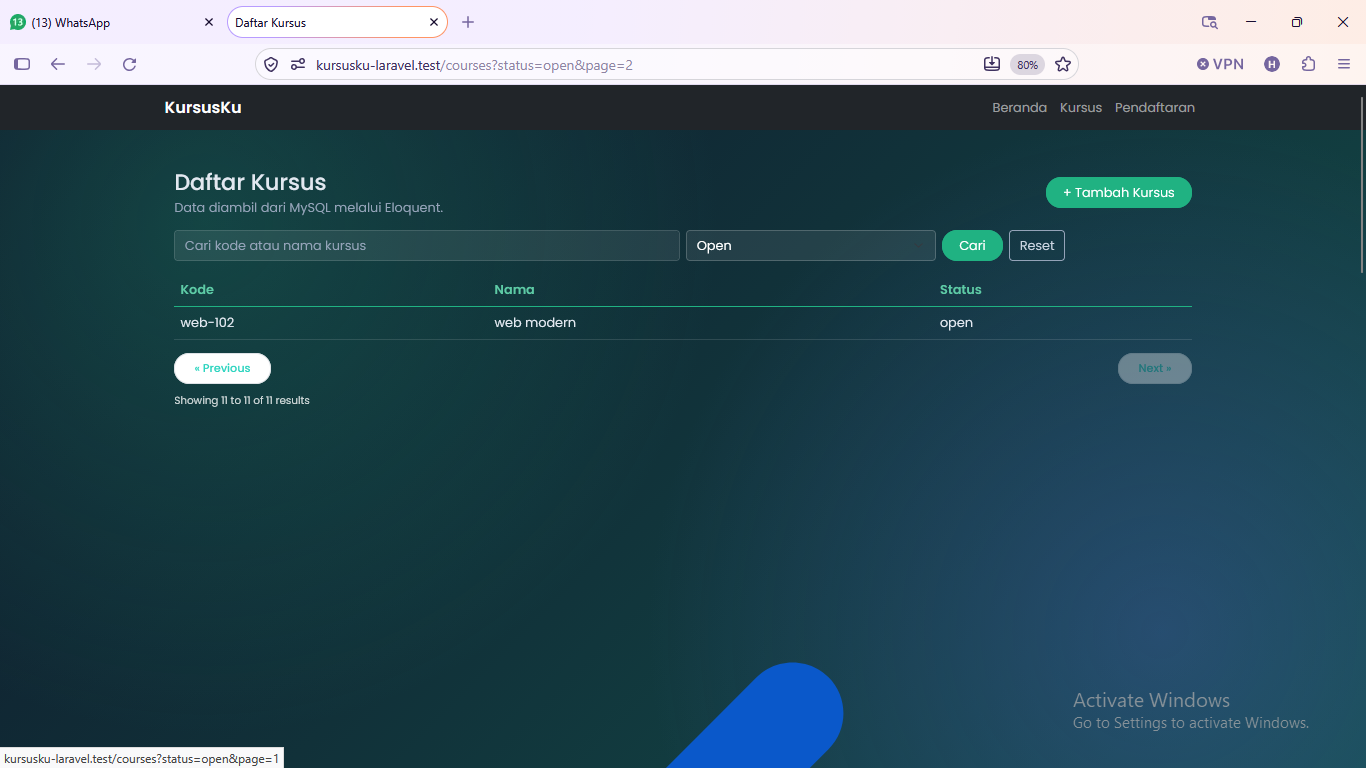 13 (13) WhatsApp
Daftar Kursus
kursusku-laravel.test/courses?status=open&page=2
80%
VPN
H
KursusKu
Beranda Kursus Pendaftaran
Daftar Kursus
Data diambil dari MySQL melalui Eloquent.
+ Tambah Kursus
Cari kode atau nama kursus
Open
Cari
Reset
Kode Nama Status
web-102 web modern open
« Previous
Next »
Showing 11 to 11 of 11 results
Activate Windows
Go to Settings to activate Windows.
kursusku-laravel.test/courses?status=open&page=1